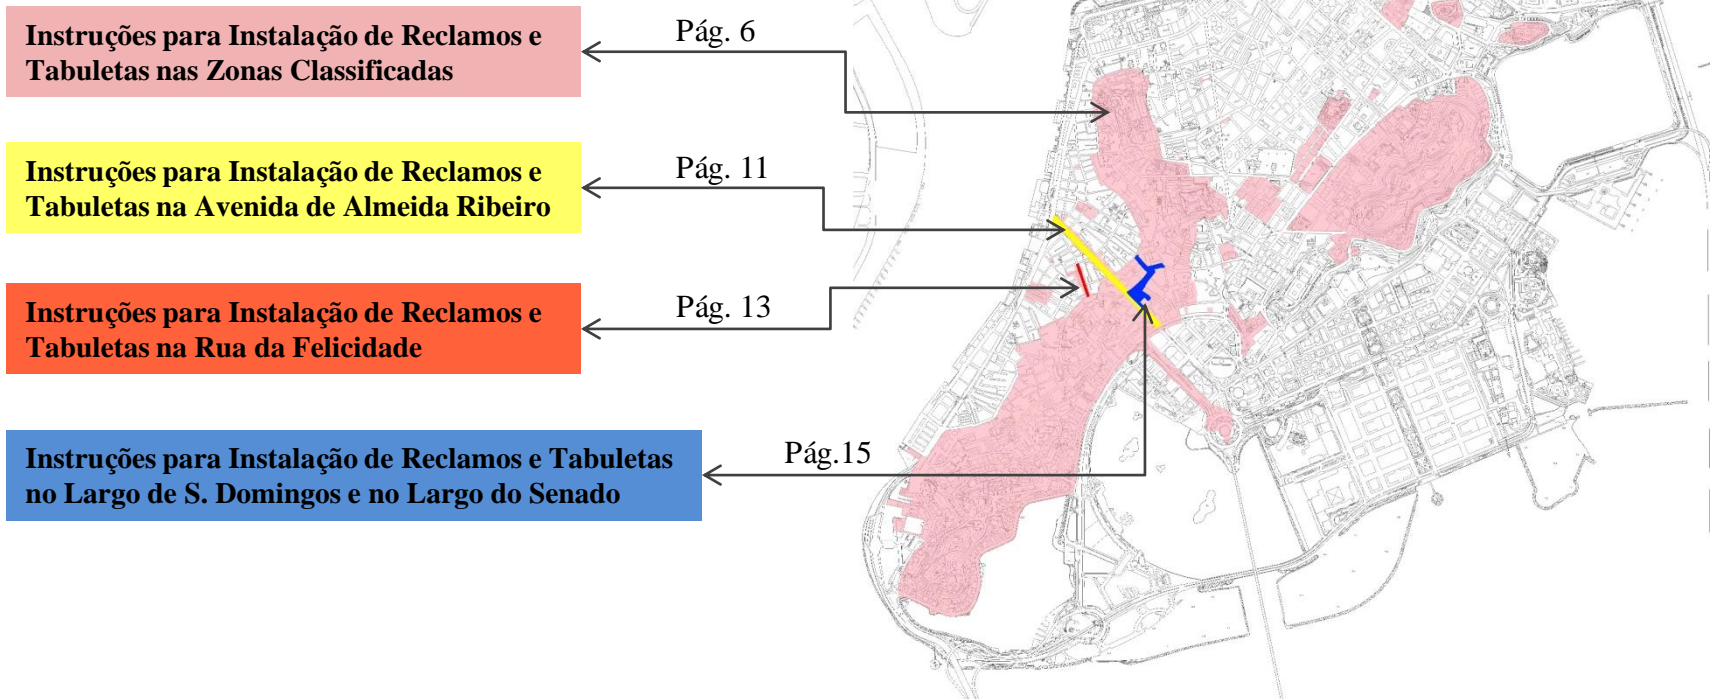 Instruções para Instalação de Reclamos e
Tabuletas nas Zonas Classificadas
Pág. 6
Instruções para Instalação de Reclamos e
Tabuletas na Avenida de Almeida Ribeiro
Pág. 11
Instruções para Instalação de Reclamos e
Tabuletas na Rua da Felicidade
Pág. 13
Instruções para Instalação de Reclamos e Tabuletas
no Largo de S. Domingos e no Largo do Senado
Pág.15